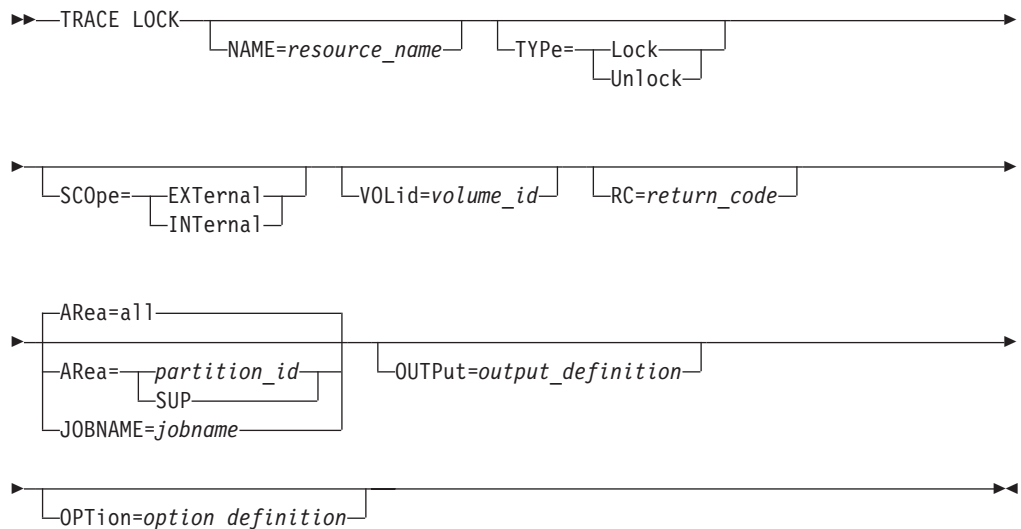 TRACE LOCK
NAME=resource_name TYPe= Lock
Unlock
SCOpe= EXTernal VOLid=volume_id RC=return_code
INTernal
ARea=all
ARea= partition_id OUTPut=output_definition
SUP
JOBNAME=jobname
OPTion=option definition